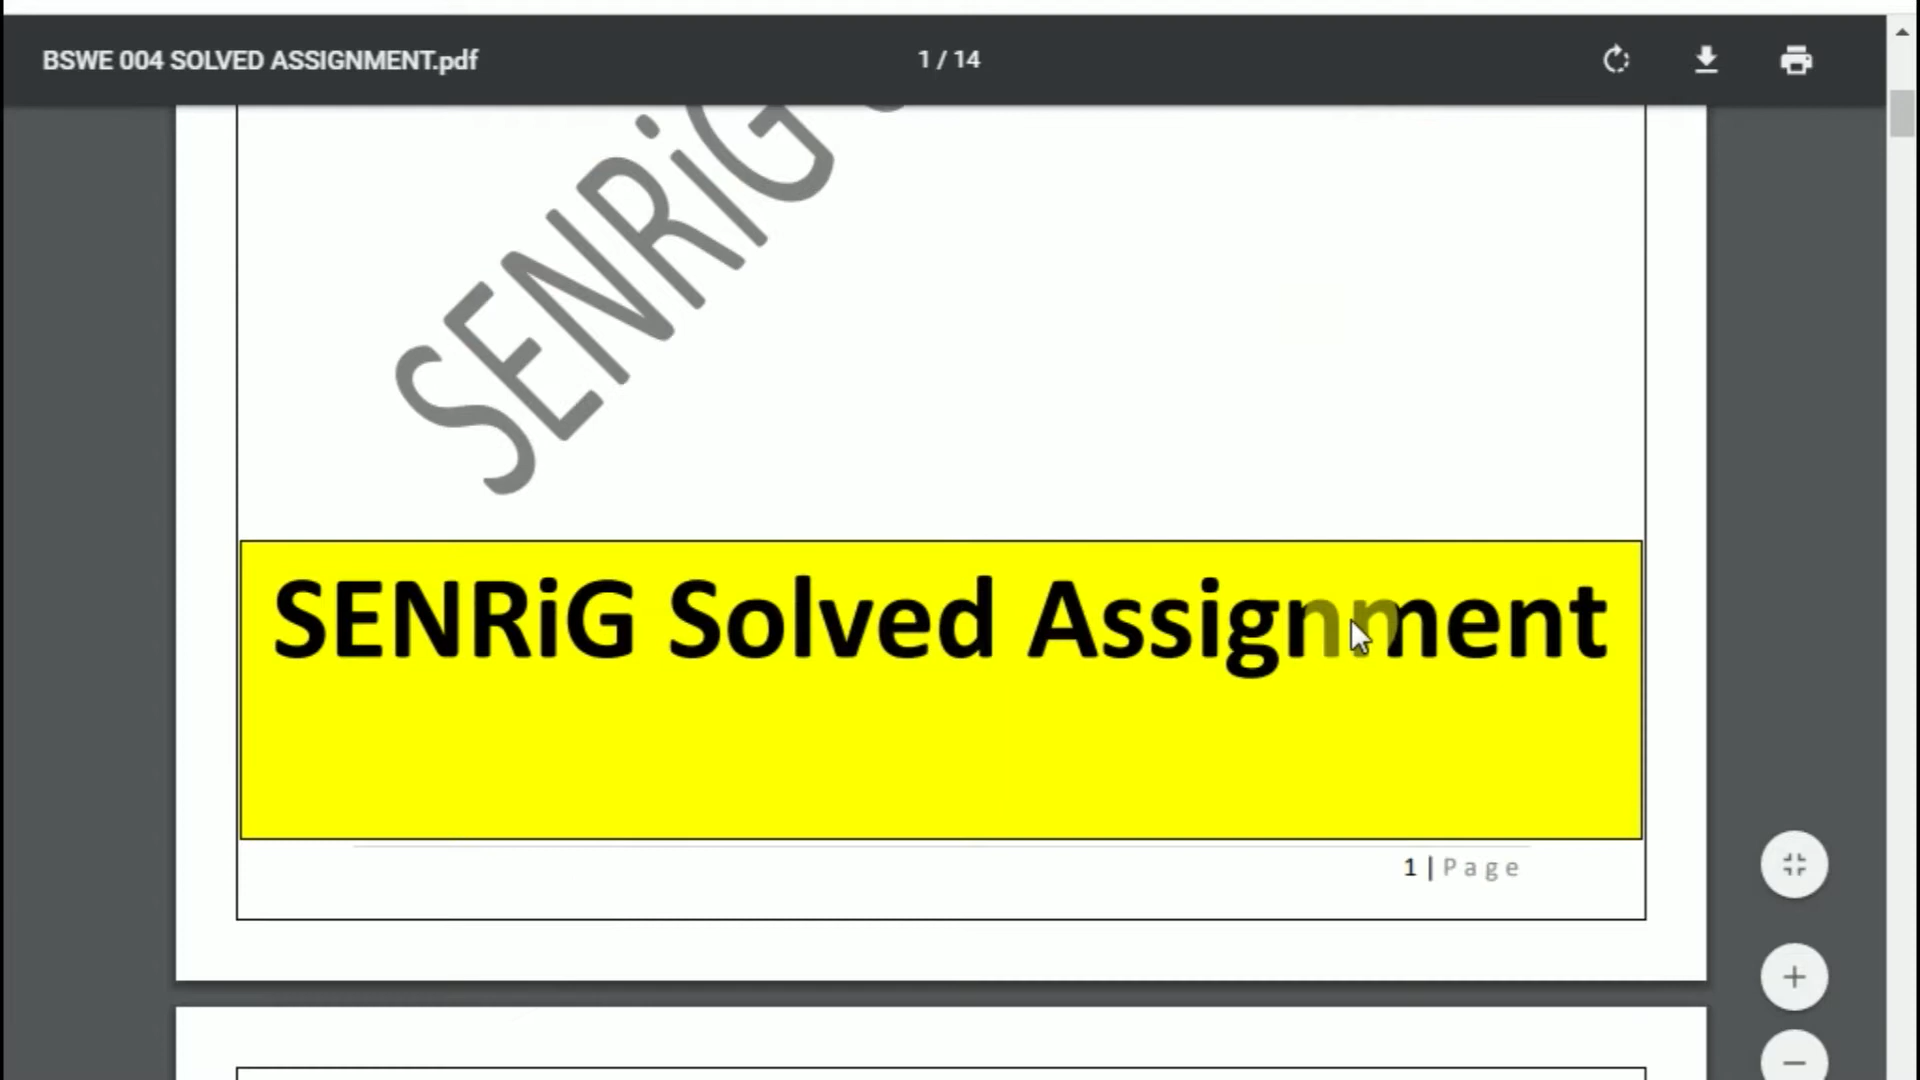 BSWE 004 SOLVED ASSIGNMENT.pdf
1 / 14
SENRiG
SENRiG Solved Assignment
1 | Page